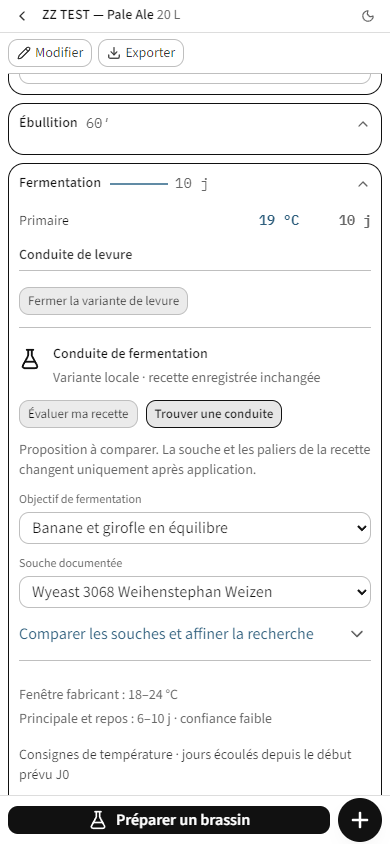 ZZ TEST — Pale Ale 20 L
Modifier
Exporter
Ébullition 60′
Fermentation 10 j
Primaire 19 °C 10 j
Conduite de levure
Fermer la variante de levure
Conduite de fermentation
Variante locale · recette enregistrée inchangée
Évaluer ma recette
Trouver une conduite
Proposition à comparer. La souche et les paliers de la recette
changent uniquement après application.
Objectif de fermentation
Banane et girofle en équilibre
Souche documentée
Wyeast 3068 Weihenstephan Weizen
Comparer les souches et affiner la recherche
Fenêtre fabricant : 18–24 °C
Principale et repos : 6–10 j · confiance faible
Consignes de température · jours écoulés depuis le début
prévu J0
Préparer un brassin